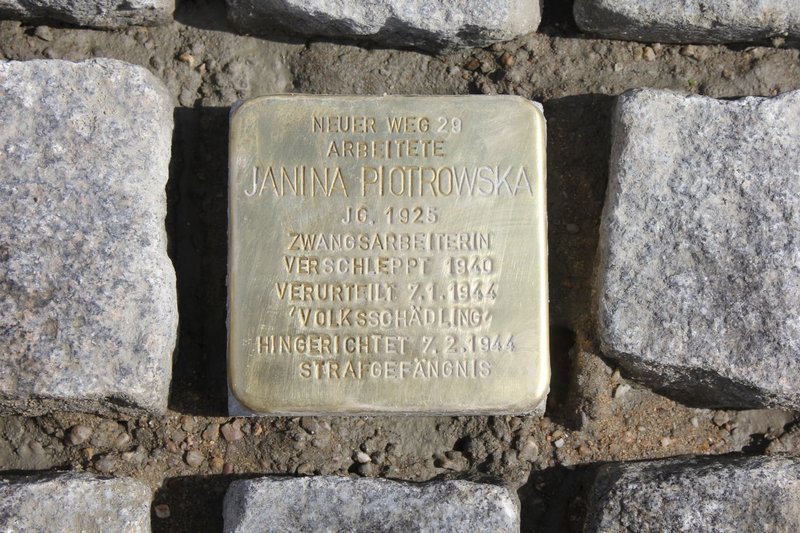 NEUER WEG 29
ARBEITETE
JANINA PIOTROWSKA
JG. 1925
ZWANGSARBEITERIN
VERSCHLEPPT 1940
VERURTEILT 7.1.1944
'VOLKSSCHÄDLING'
HINGERICHTET 7.2.1944
STRAFGEFÄNGNIS